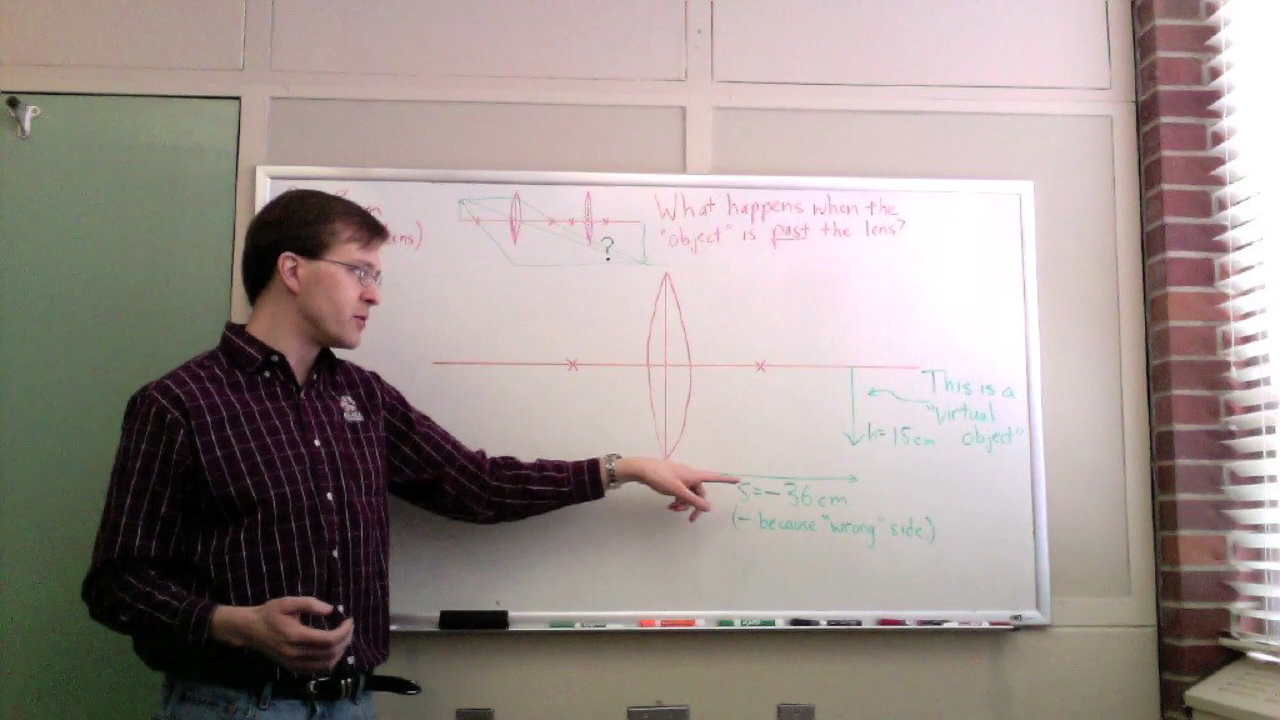 What happens when the
"object" is past the lens?
?
This is a
"virtual
object"
h=15cm
S=-36cm
(- because "wrong" side)